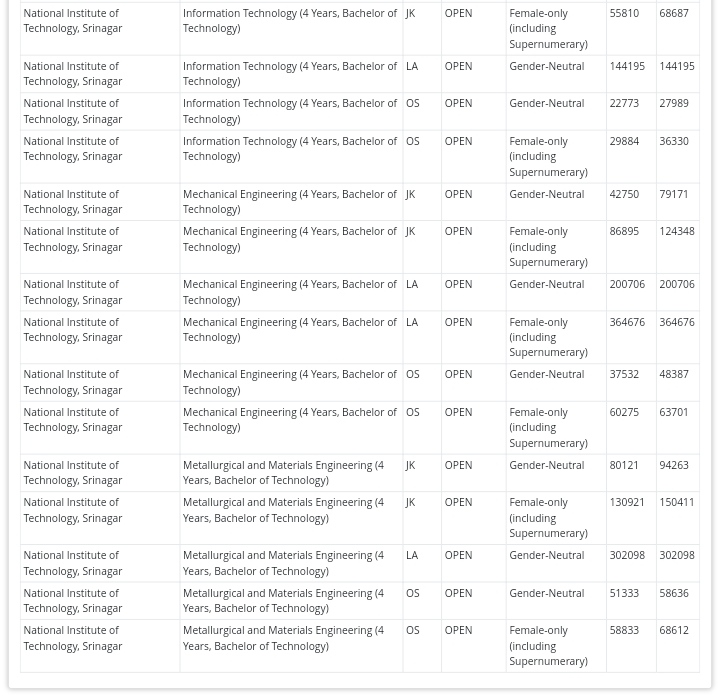 National Institute of Information Technology (4 Years, Bachelor of JK OPEN Female-only 55810 68687
Technology, Srinagar Technology) (including
Supernumerary)
National Institute of Information Technology (4 Years, Bachelor of LA OPEN Gender-Neutral 144195 144195
Technology, Srinagar Technology)
National Institute of Information Technology (4 Years, Bachelor of OS OPEN Gender-Neutral 22773 27989
Technology, Srinagar Technology)
National Institute of Information Technology (4 Years, Bachelor of OS OPEN Female-only 29884 36330
Technology, Srinagar Technology) (including
Supernumerary)
National Institute of Mechanical Engineering (4 Years, Bachelor of JK OPEN Gender-Neutral 42750 79171
Technology, Srinagar Technology)
National Institute of Mechanical Engineering (4 Years, Bachelor of JK OPEN Female-only 86895 124348
Technology, Srinagar Technology) (including
Supernumerary)
National Institute of Mechanical Engineering (4 Years, Bachelor of LA OPEN Gender-Neutral 200706 200706
Technology, Srinagar Technology)
National Institute of Mechanical Engineering (4 Years, Bachelor of LA OPEN Female-only 364676 364676
Technology, Srinagar Technology) (including
Supernumerary)
National Institute of Mechanical Engineering (4 Years, Bachelor of OS OPEN Gender-Neutral 37532 48387
Technology, Srinagar Technology)
National Institute of Mechanical Engineering (4 Years, Bachelor of OS OPEN Female-only 60275 63701
Technology, Srinagar Technology) (including
Supernumerary)
National Institute of Metallurgical and Materials Engineering (4 JK OPEN Gender-Neutral 80121 94263
Technology, Srinagar Years, Bachelor of Technology)
National Institute of Metallurgical and Materials Engineering (4 JK OPEN Female-only 130921 150411
Technology, Srinagar Years, Bachelor of Technology) (including
Supernumerary)
National Institute of Metallurgical and Materials Engineering (4 LA OPEN Gender-Neutral 302098 302098
Technology, Srinagar Years, Bachelor of Technology)
National Institute of Metallurgical and Materials Engineering (4 OS OPEN Gender-Neutral 51333 58636
Technology, Srinagar Years, Bachelor of Technology)
National Institute of Metallurgical and Materials Engineering (4 OS OPEN Female-only 58833 68612
Technology, Srinagar Years, Bachelor of Technology) (including
Supernumerary)